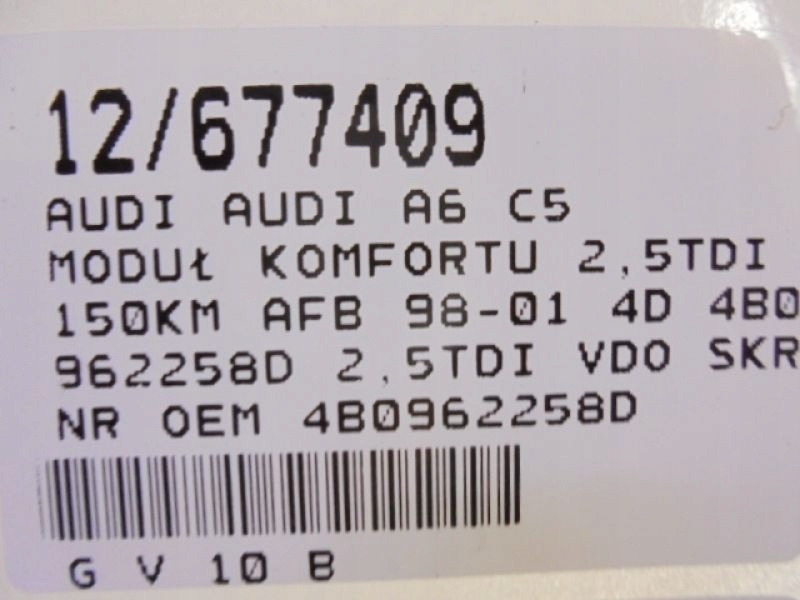 12/677409
AUDI AUDI A6 C5
MODUŁ KOMFORTU 2,5TDI
150KM AFB 98-01 4D 4B0
962258D 2,5TDI VDO SKR
NR OEM 4B0962258D
G V 10 B